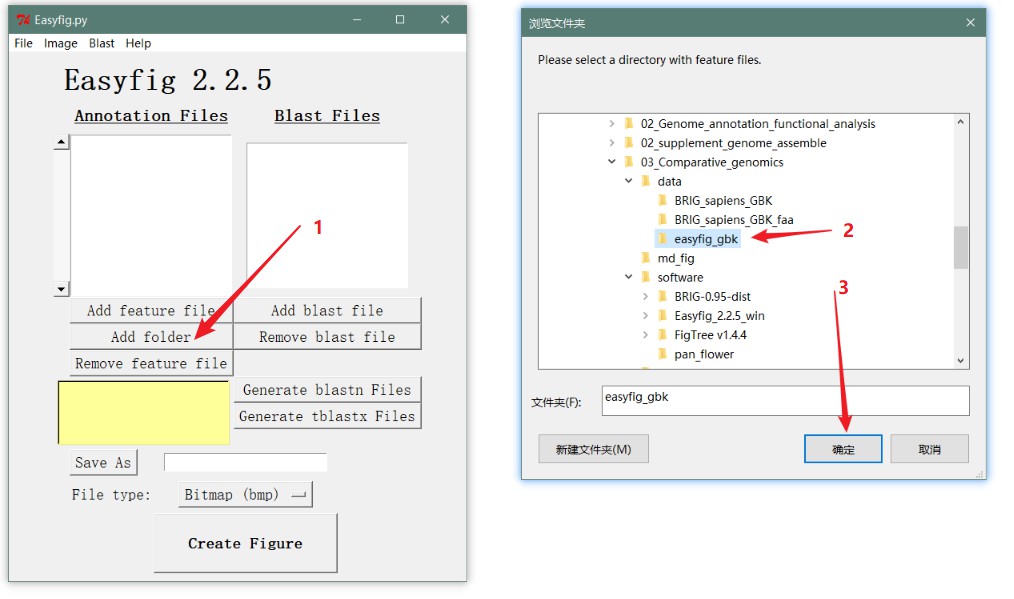 Easyfig.py
File Image Blast Help
Easyfig 2.2.5
Annotation Files
Blast Files
1
Add feature file
Add blast file
Add folder
Remove blast file
Remove feature file
Generate blastn Files
Generate tblastx Files
Save As
File type:
Bitmap (bmp)
Create Figure
浏览文件夹
Please select a directory with feature files.
02_Genome_annotation_functional_analysis
02_supplement_genome_assemble
03_Comparative_genomics
data
BRIG_sapiens_GBK
BRIG_sapiens_GBK_faa
easyfig_gbk
2
md_fig
software
3
BRIG-0.95-dist
Easyfig_2.2.5_win
FigTree v1.4.4
pan_flower
文件夹(F):
easyfig_gbk
新建文件夹(M)
确定
取消